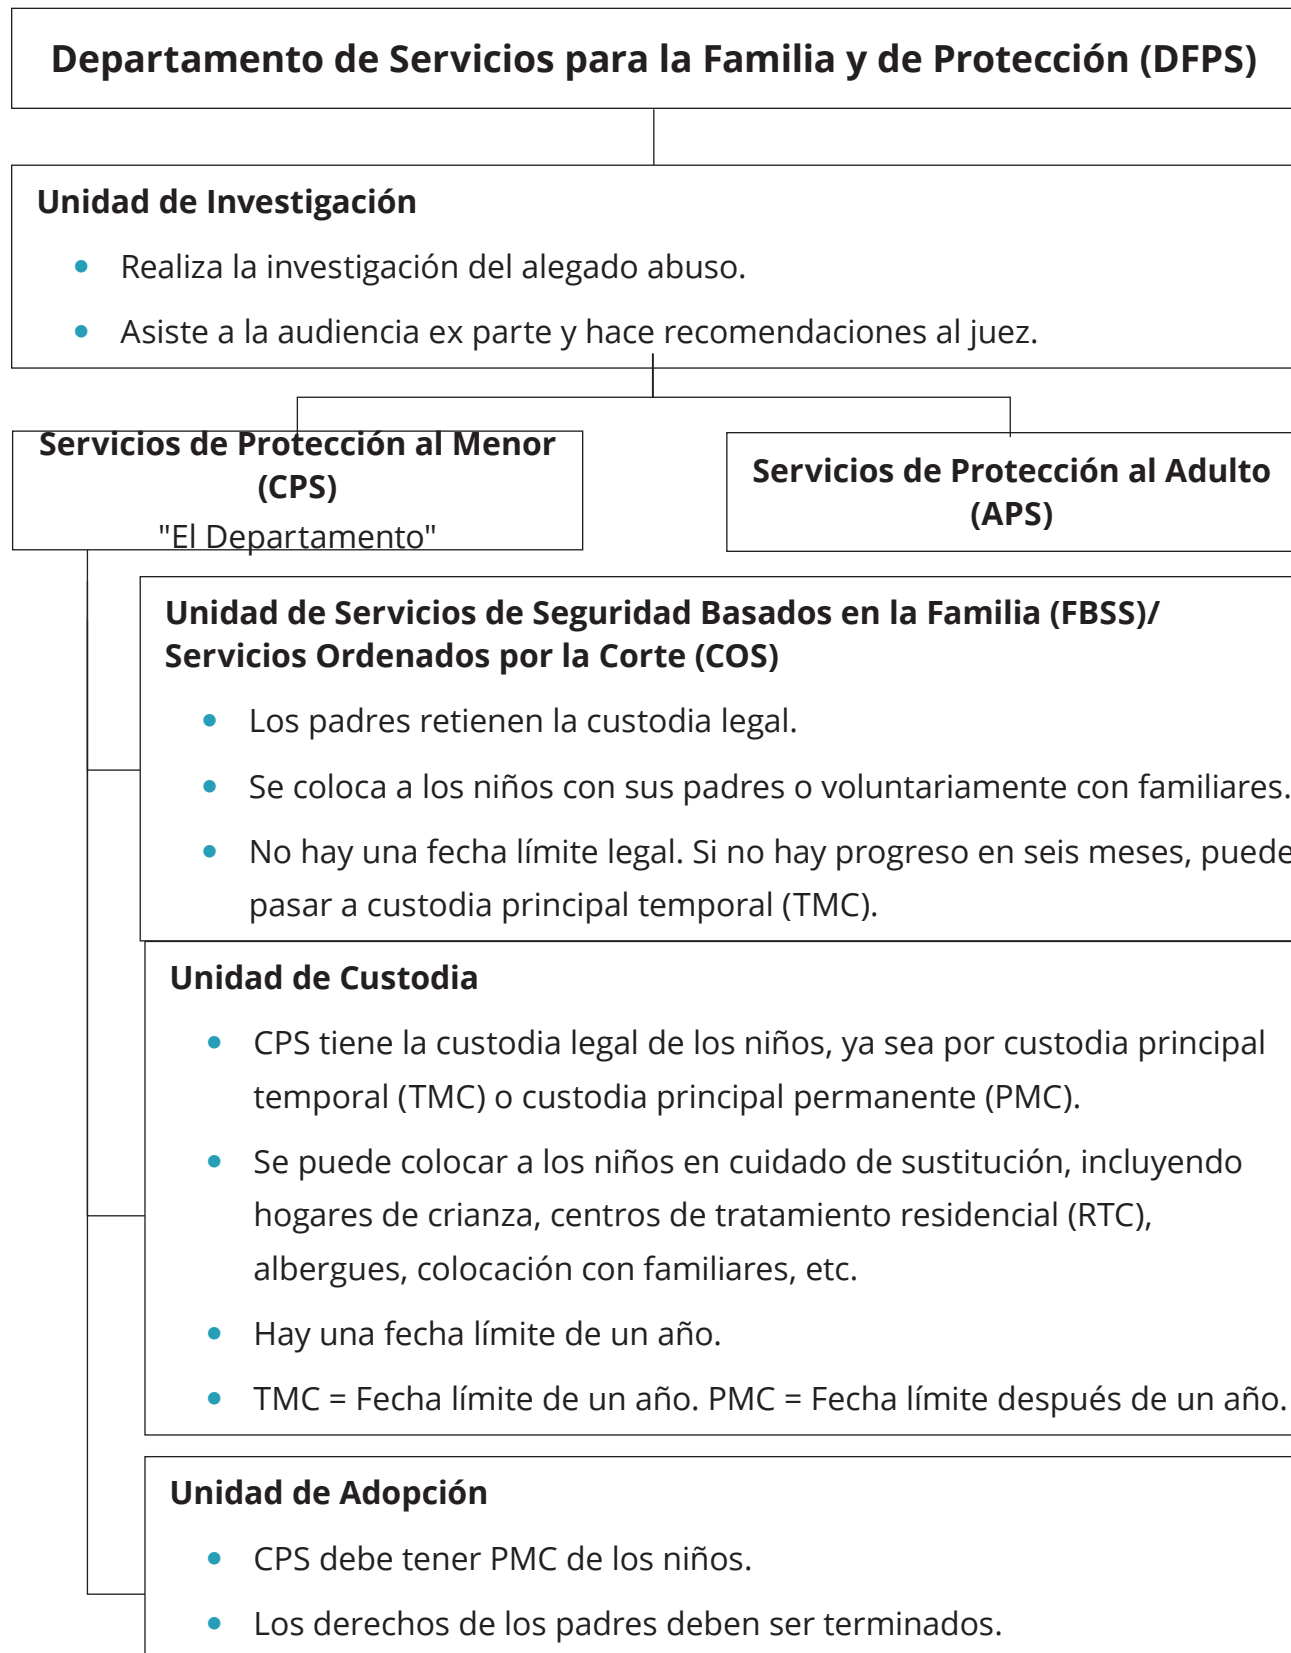 Departamento de Servicios para la Familia y de Protección (DFPS)
Unidad de Investigación
• Realiza la investigación del alegado abuso.
• Asiste a la audiencia ex parte y hace recomendaciones al juez.
Servicios de Protección al Menor
(CPS)
"El Departamento"
Servicios de Protección al Adulto
(APS)
Unidad de Servicios de Seguridad Basados en la Familia (FBSS)/
Servicios Ordenados por la Corte (COS)
• Los padres retienen la custodia legal.
• Se coloca a los niños con sus padres o voluntariamente con familiares.
• No hay una fecha límite legal. Si no hay progreso en seis meses, puede
pasar a custodia principal temporal (TMC).
Unidad de Custodia
• CPS tiene la custodia legal de los niños, ya sea por custodia principal
temporal (TMC) o custodia principal permanente (PMC).
• Se puede colocar a los niños en cuidado de sustitución, incluyendo
hogares de crianza, centros de tratamiento residencial (RTC),
albergues, colocación con familiares, etc.
• Hay una fecha límite de un año.
• TMC = Fecha límite de un año. PMC = Fecha límite después de un año.
Unidad de Adopción
• CPS debe tener PMC de los niños.
• Los derechos de los padres deben ser terminados.